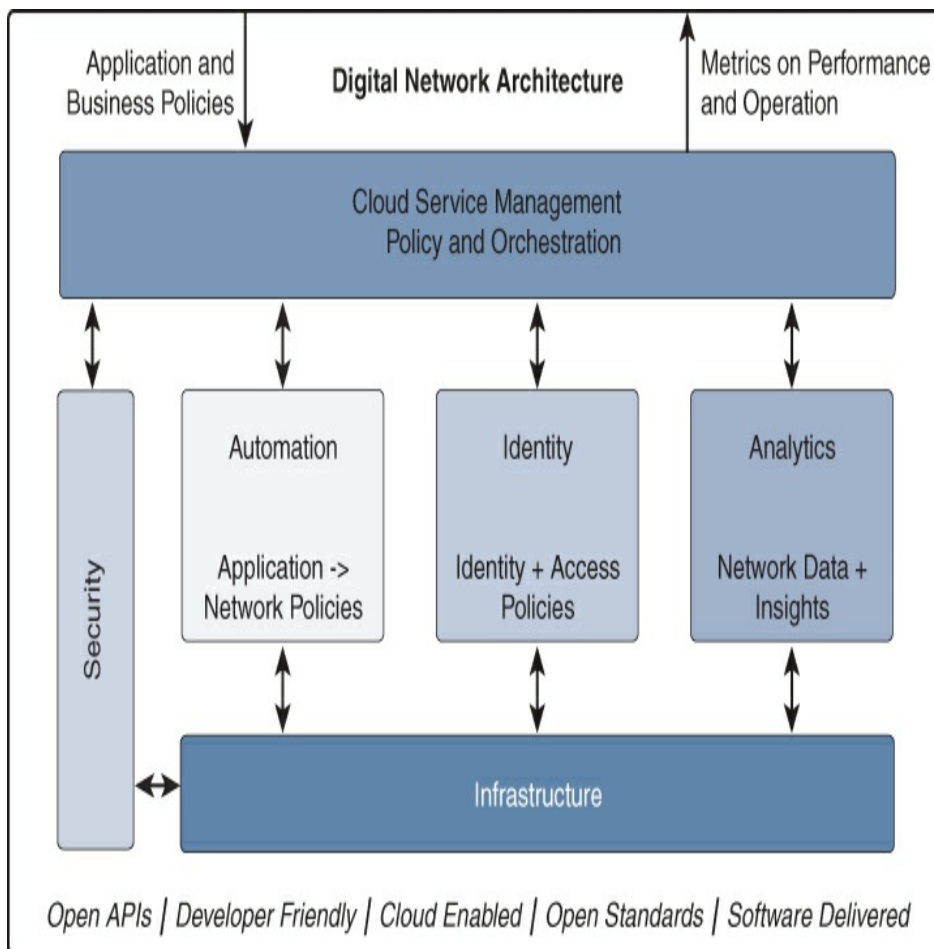 Application and
Business Policies
Digital Network Architecture
Metrics on Performance
and Operation
Cloud Service Management
Policy and Orchestration
Security
Automation
Application ->
Network Policies
Identity
Identity + Access
Policies
Analytics
Network Data +
Insights
Infrastructure
Open APIs | Developer Friendly | Cloud Enabled | Open Standards | Software Delivered